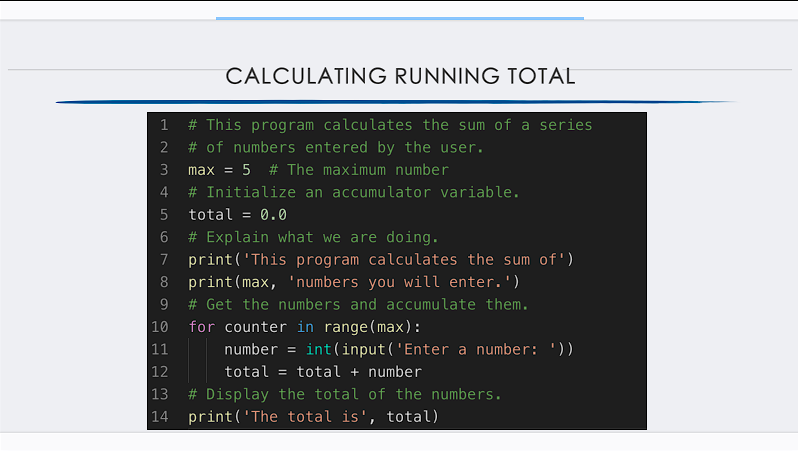 CALCULATING RUNNING TOTAL
1 # This program calculates the sum of a series
2 # of numbers entered by the user.
3 max = 5  # The maximum number
4 # Initialize an accumulator variable.
5 total = 0.0
6 # Explain what we are doing.
7 print('This program calculates the sum of')
8 print(max, 'numbers you will enter.')
9 # Get the numbers and accumulate them.
10 for counter in range(max):
11     number = int(input('Enter a number: '))
12     total = total + number
13 # Display the total of the numbers.
14 print('The total is', total)